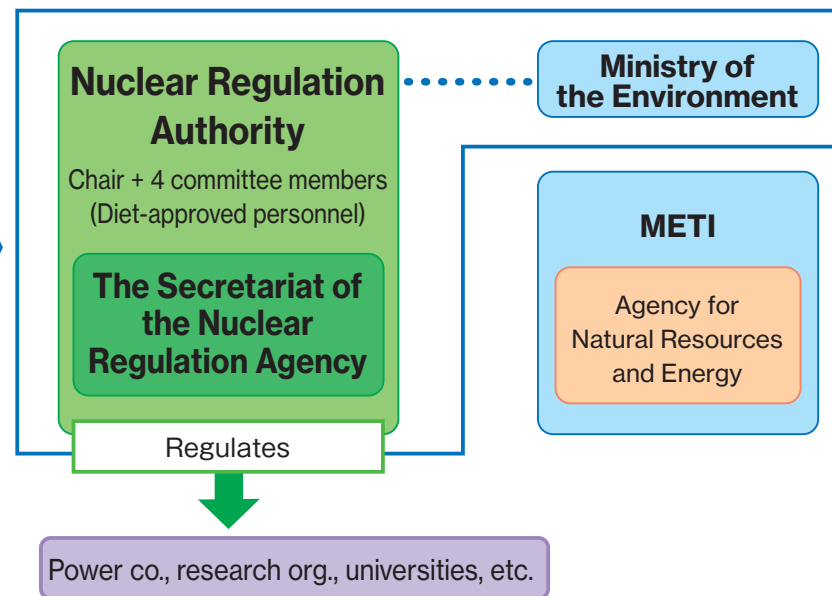 Nuclear Regulation
Authority
Chair + 4 committee members
(Diet-approved personnel)
The Secretariat of
the Nuclear
Regulation Agency
Regulates
Power co., research org., universities, etc.
Ministry of
the Environment
METI
Agency for
Natural Resources
and Energy